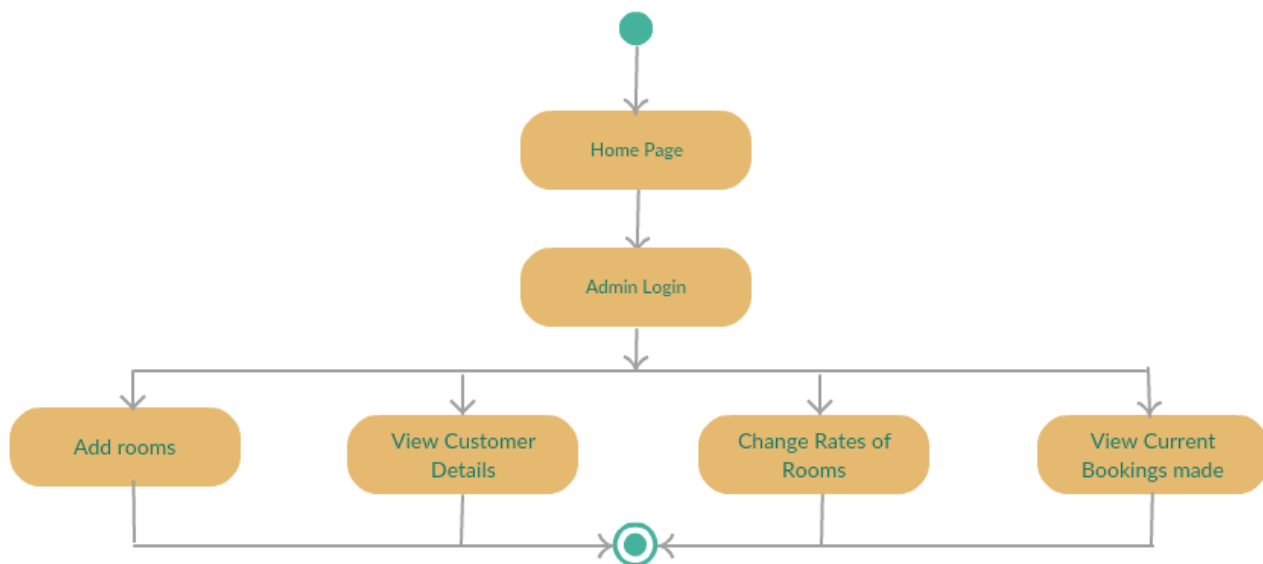 Home Page
Admin Login
Add rooms
View Customer
Details
Change Rates of
Rooms
View Current
Bookings made